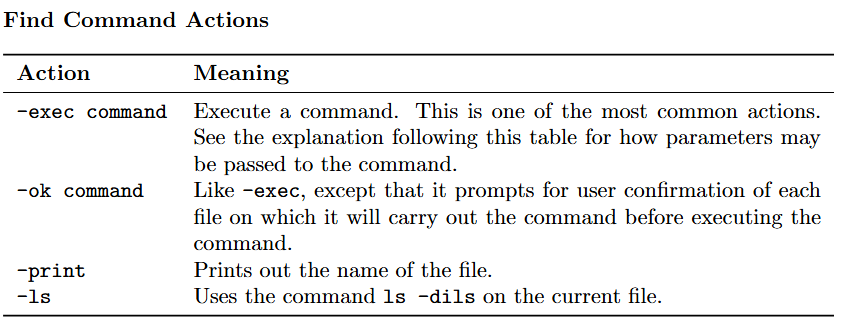 Find Command Actions
Action Meaning
-exec command Execute a command. This is one of the most common actions.
See the explanation following this table for how parameters may
be passed to the command.
-ok command Like -exec, except that it prompts for user confirmation of each
file on which it will carry out the command before executing the
command.
-print Prints out the name of the file.
-ls Uses the command ls -dils on the current file.